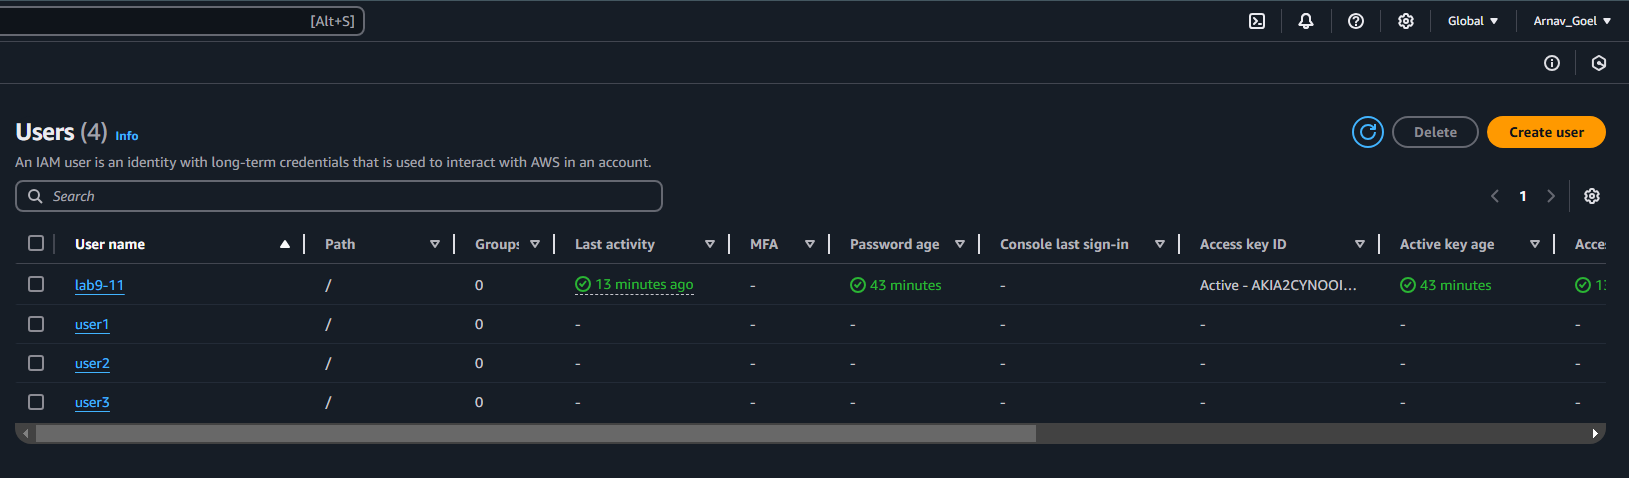 [Alt+S] Global Arnav_Goel
Users (4) Info Delete Create user
An IAM user is an identity with long-term credentials that is used to interact with AWS in an account.
Search 1
User name Path Groups Last activity MFA Password age Console last sign-in Access key ID Active key age
lab9-11 / 0 13 minutes ago - 43 minutes - Active - AKIA2CYNOOI... 43 minutes
user1 / 0 - - - - - - -
user2 / 0 - - - - - - -
user3 / 0 - - - - - - -